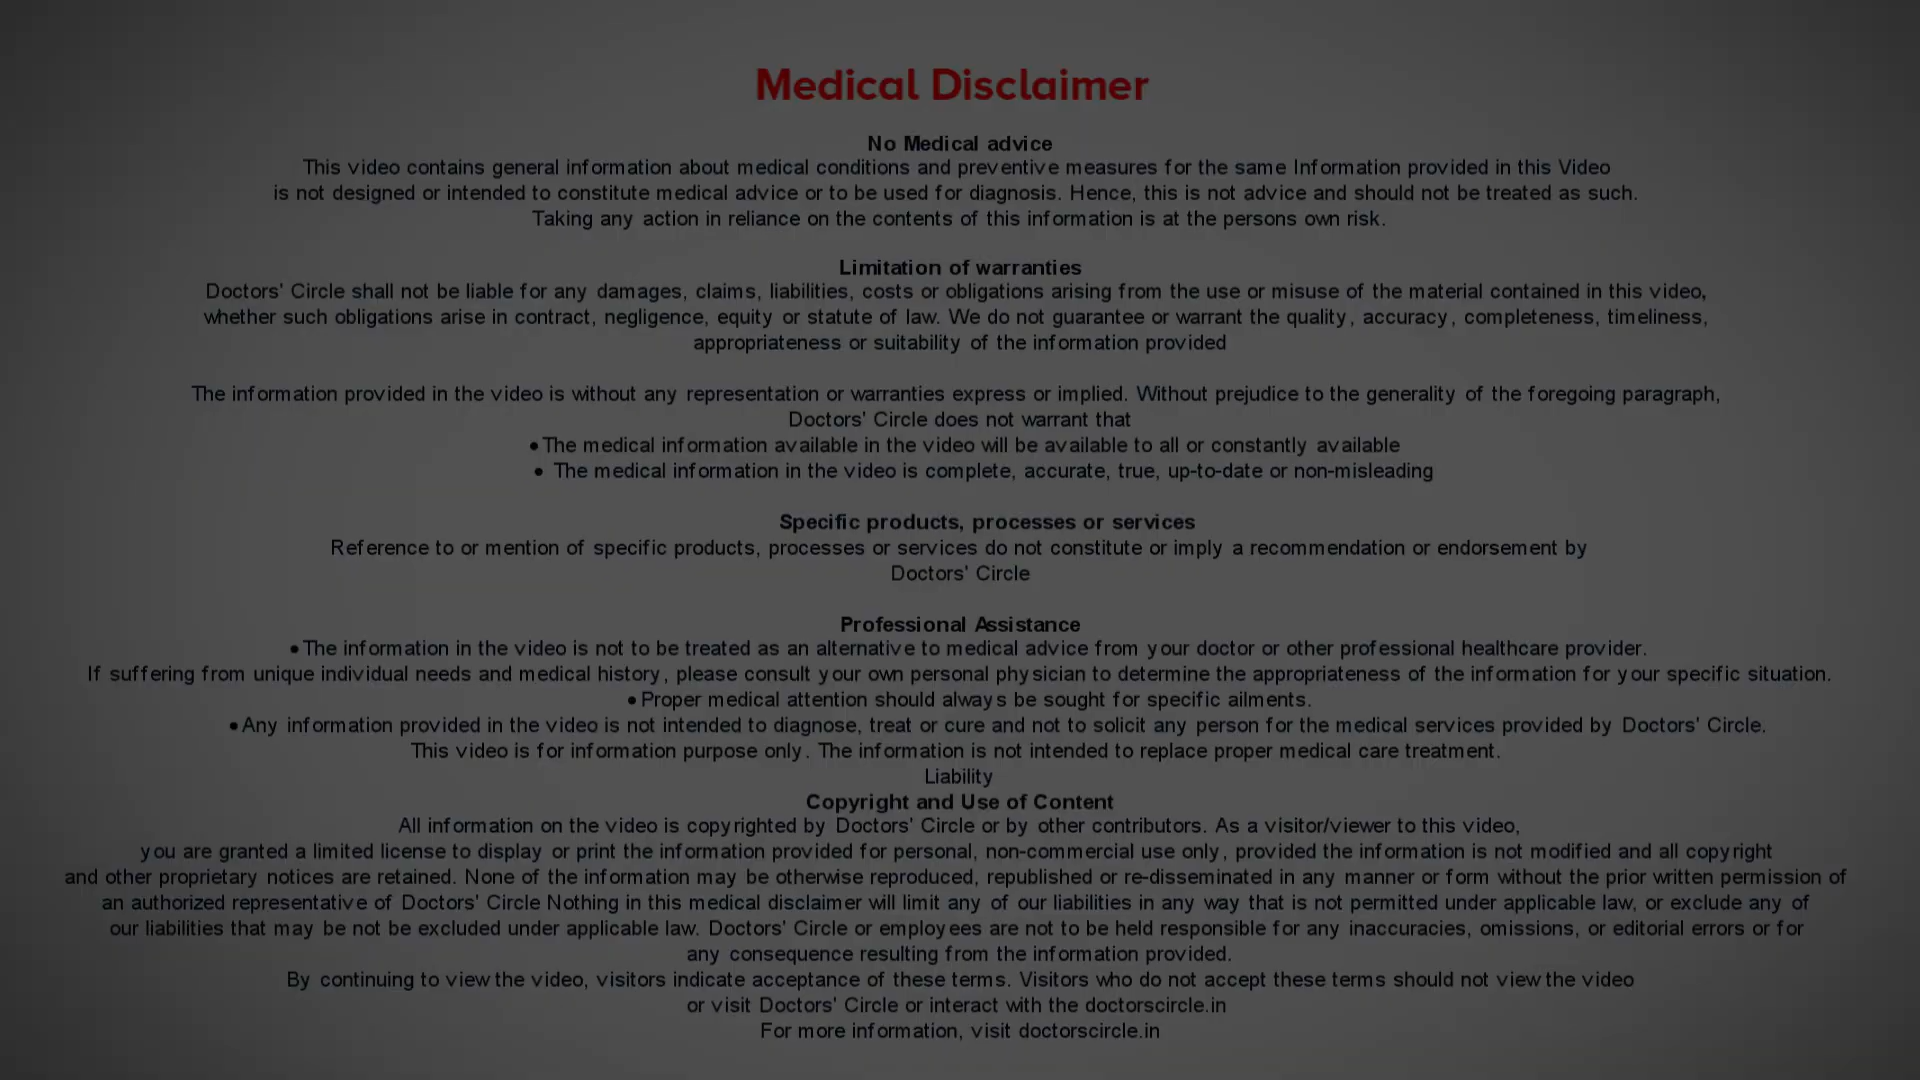 Medical Disclaimer
No Medical advice
This video contains general information about medical conditions and preventive measures for the same Information provided in this Video
is not designed or intended to constitute medical advice or to be used for diagnosis. Hence, this is not advice and should not be treated as such.
Taking any action in reliance on the contents of this information is at the persons own risk.
Limitation of warranties
Doctors' Circle shall not be liable for any damages, claims, liabilities, costs or obligations arising from the use or misuse of the material contained in this video,
whether such obligations arise in contract, negligence, equity or statute of law. We do not guarantee or warrant the quality, accuracy, completeness, timeliness,
appropriateness or suitability of the information provided
The information provided in the video is without any representation or warranties express or implied. Without prejudice to the generality of the foregoing paragraph,
Doctors' Circle does not warrant that
• The medical information available in the video will be available to all or constantly available
• The medical information in the video is complete, accurate, true, up-to-date or non-misleading
Specific products, processes or services
Reference to or mention of specific products, processes or services do not constitute or imply a recommendation or endorsement by
Doctors' Circle
Professional Assistance
• The information in the video is not to be treated as an alternative to medical advice from your doctor or other professional healthcare provider.
If suffering from unique individual needs and medical history, please consult your own personal physician to determine the appropriateness of the information for your specific situation.
• Proper medical attention should always be sought for specific ailments.
• Any information provided in the video is not intended to diagnose, treat or cure and not to solicit any person for the medical services provided by Doctors' Circle.
This video is for information purpose only. The information is not intended to replace proper medical care treatment.
Liability
Copyright and Use of Content
All information on the video is copyrighted by Doctors' Circle or by other contributors. As a visitor/viewer to this video,
you are granted a limited license to display or print the information provided for personal, non-commercial use only, provided the information is not modified and all copyright
and other proprietary notices are retained. None of the information may be otherwise reproduced, republished or re-disseminated in any manner or form without the prior written permission of
an authorized representative of Doctors' Circle Nothing in this medical disclaimer will limit any of our liabilities in any way that is not permitted under applicable law, or exclude any of
our liabilities that may be not be excluded under applicable law. Doctors' Circle or employees are not to be held responsible for any inaccuracies, omissions, or editorial errors or for
any consequence resulting from the information provided.
By continuing to view the video, visitors indicate acceptance of these terms. Visitors who do not accept these terms should not view the video
or visit Doctors' Circle or interact with the doctorscircle.in
For more information, visit doctorscircle.in